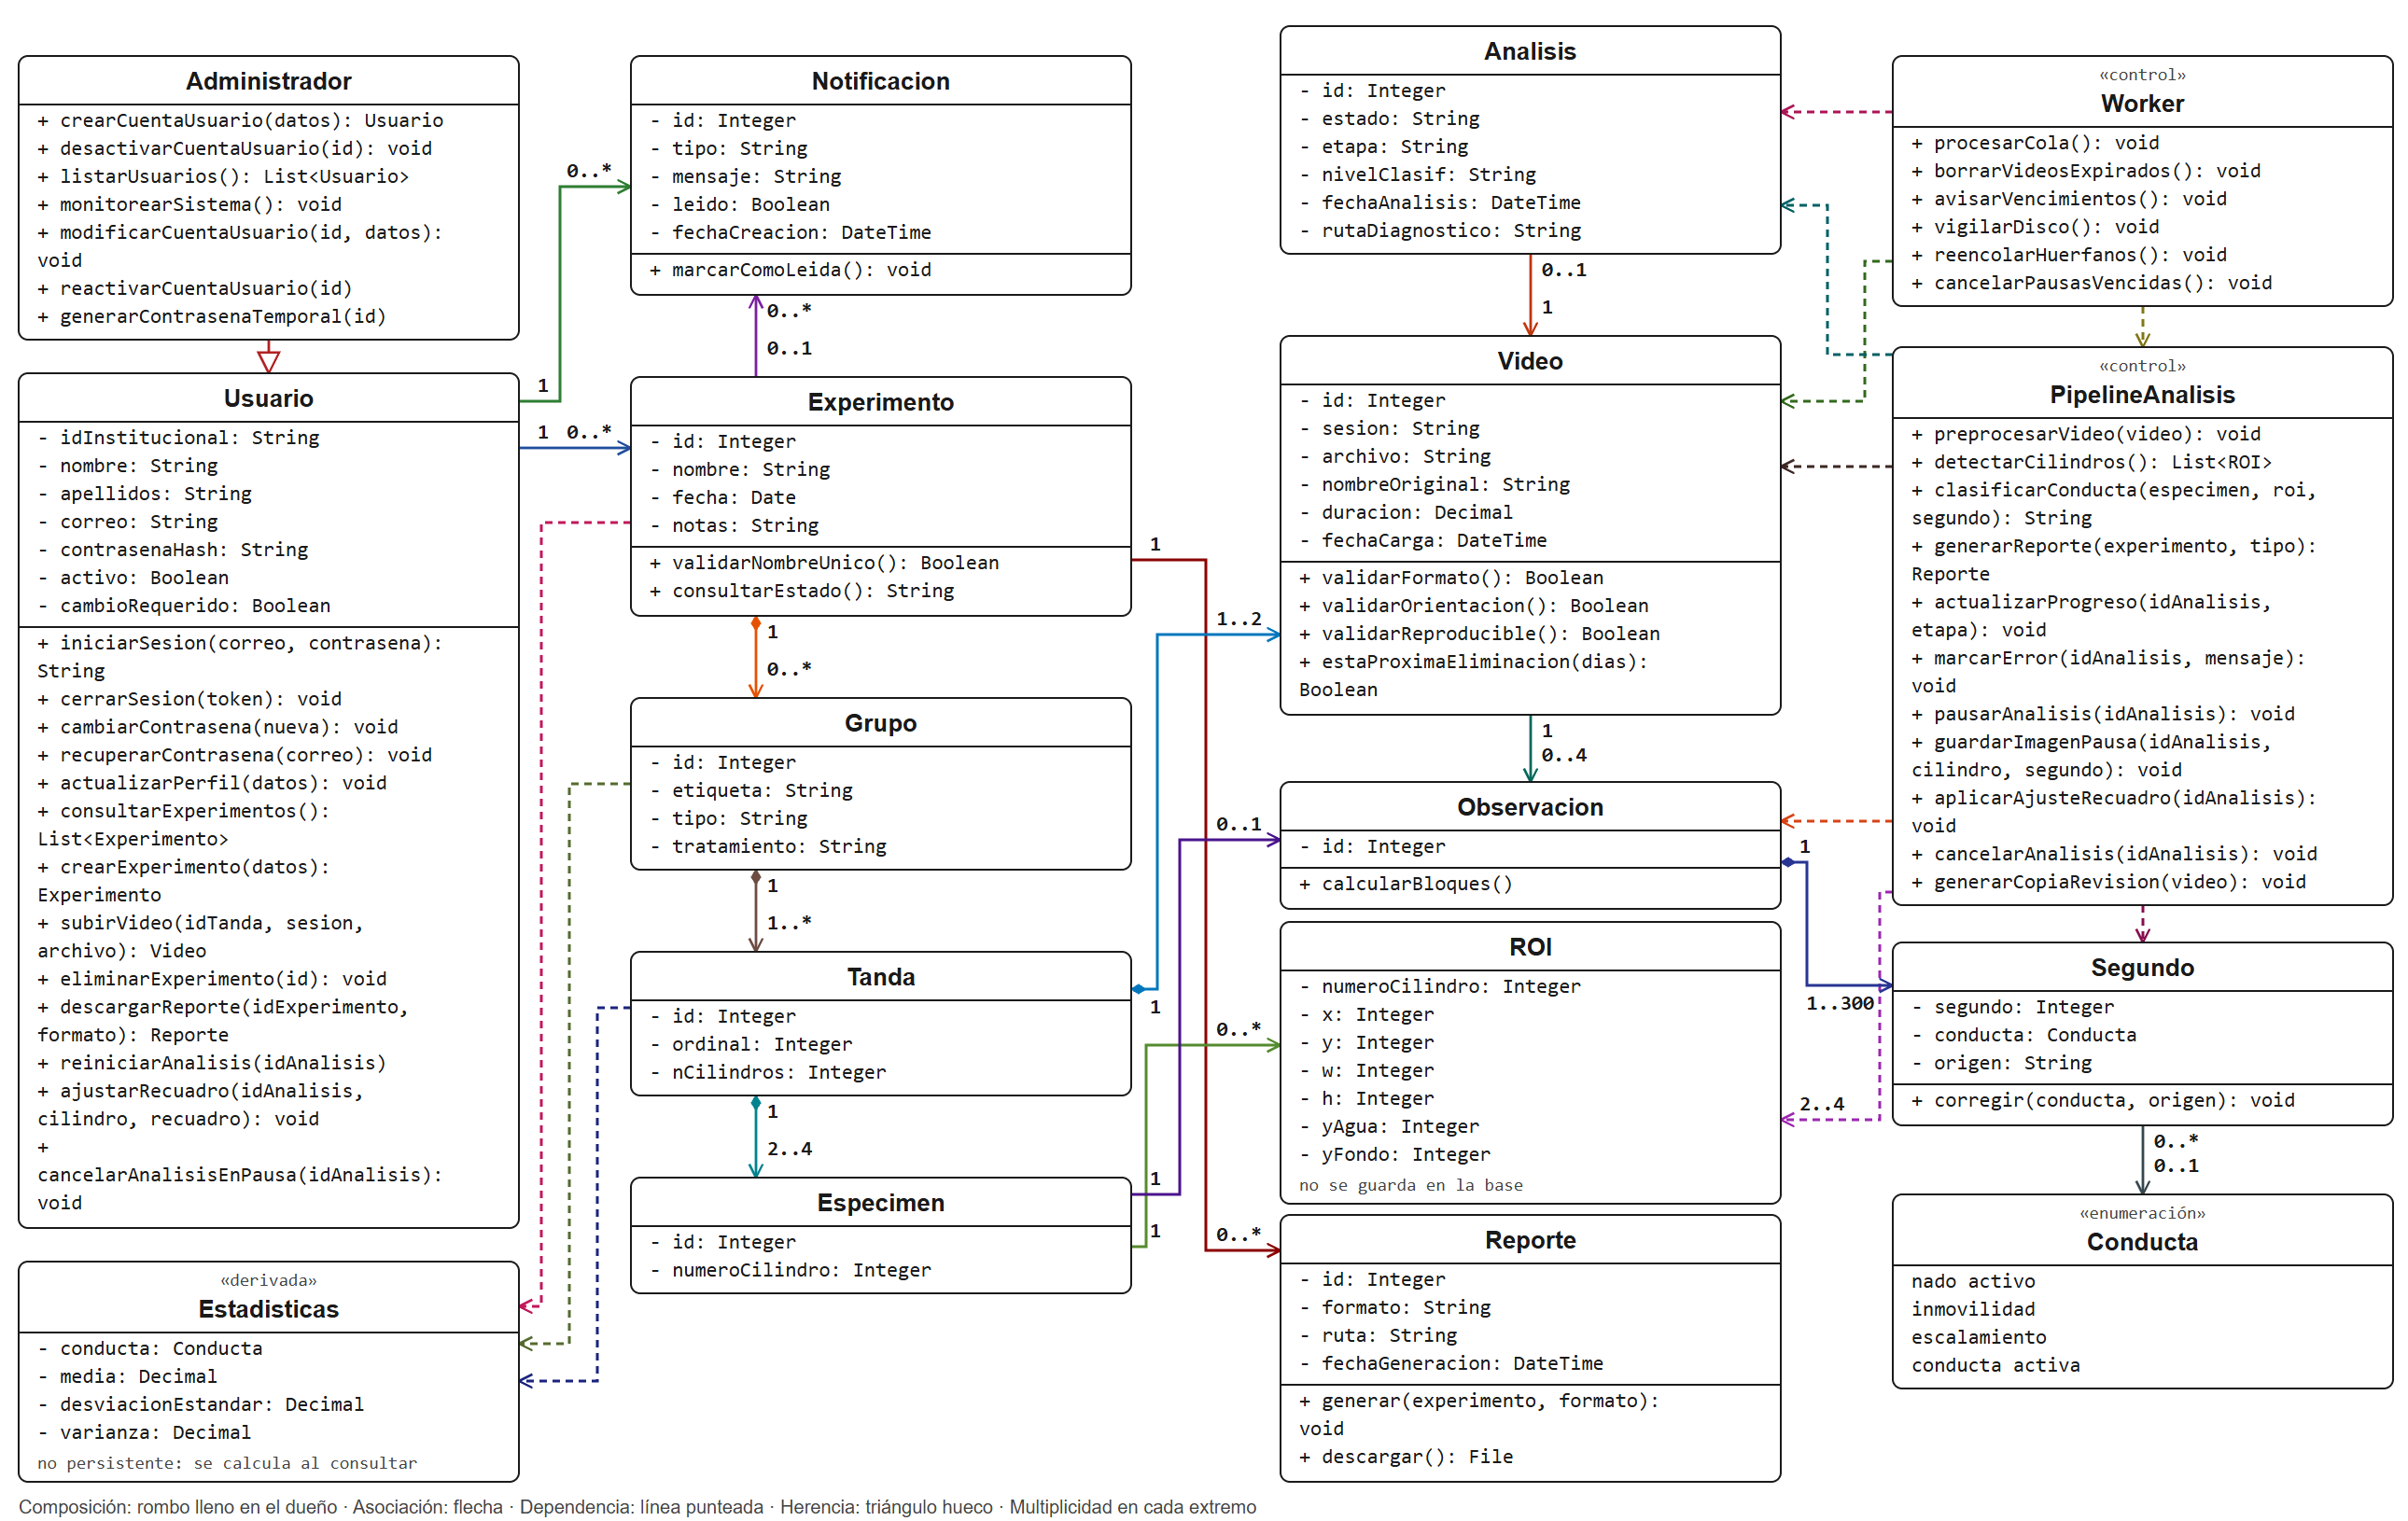 Administrador
+ crearCuentaUsuario(datos): Usuario
+ desactivarCuentaUsuario(id): void
+ listarUsuarios(): List<Usuario>
+ monitorearSistema(): void
+ modificarCuentaUsuario(id, datos):
void
+ reactivarCuentaUsuario(id)
+ generarContrasenaTemporal(id)
Usuario
- idInstitucional: String
- nombre: String
- apellidos: String
- correo: String
- contrasenaHash: String
- activo: Boolean
- cambioRequerido: Boolean
+ iniciarSesion(correo, contrasena):
String
+ cerrarSesion(token): void
+ cambiarContrasena(nueva): void
+ recuperarContrasena(correo): void
+ actualizarPerfil(datos): void
+ consultarExperimentos():
List<Experimento>
+ crearExperimento(datos):
Experimento
+ subirVideo(idTanda, sesion,
archivo): Video
+ eliminarExperimento(id): void
+ descargarReporte(idExperimento,
formato): Reporte
+ reiniciarAnalisis(idAnalisis)
+ ajustarRecuadro(idAnalisis,
cilindro, recuadro): void
+
cancelarAnalisisEnPausa(idAnalisis):
void
«derivada»
Estadisticas
- conducta: Conducta
- media: Decimal
- desviacionEstandar: Decimal
- varianza: Decimal
no persistente: se calcula al consultar
1
0..*
1 0..*
Notificacion
- id: Integer
- tipo: String
- mensaje: String
- leido: Boolean
- fechaCreacion: DateTime
+ marcarComoLeida(): void
0..*
0..1
Experimento
- id: Integer
- nombre: String
- fecha: Date
- notas: String
+ validarNombreUnico(): Boolean
+ consultarEstado(): String
1
0..*
Grupo
- id: Integer
- etiqueta: String
- tipo: String
- tratamiento: String
1
1..*
Tanda
- id: Integer
- ordinal: Integer
- nCilindros: Integer
1
2..4
Especimen
- id: Integer
- numeroCilindro: Integer
1
1..2
0..1
1
0..*
1
1
0..*
Analisis
- id: Integer
- estado: String
- etapa: String
- nivelClasif: String
- fechaAnalisis: DateTime
- rutaDiagnostico: String
0..1
1
Video
- id: Integer
- sesion: String
- archivo: String
- nombreOriginal: String
- duracion: Decimal
- fechaCarga: DateTime
+ validarFormato(): Boolean
+ validarOrientacion(): Boolean
+ validarReproducible(): Boolean
+ estaProximaEliminacion(dias):
Boolean
1
0..4
Observacion
- id: Integer
+ calcularBloques()
ROI
- numeroCilindro: Integer
- x: Integer
- y: Integer
- w: Integer
- h: Integer
- yAgua: Integer
- yFondo: Integer
no se guarda en la base
Reporte
- id: Integer
- formato: String
- ruta: String
- fechaGeneracion: DateTime
+ generar(experimento, formato):
void
+ descargar(): File
«control»
Worker
+ procesarCola(): void
+ borrarVideosExpirados(): void
+ avisarVencimientos(): void
+ vigilarDisco(): void
+ reencolarHuerfanos(): void
+ cancelarPausasVencidas(): void
«control»
PipelineAnalisis
+ preprocesarVideo(video): void
+ detectarCilindros(): List<ROI>
+ clasificarConducta(especimen, roi,
segundo): String
+ generarReporte(experimento, tipo):
Reporte
+ actualizarProgreso(idAnalisis,
etapa): void
+ marcarError(idAnalisis, mensaje):
void
+ pausarAnalisis(idAnalisis): void
+ guardarImagenPausa(idAnalisis,
cilindro, segundo): void
+ aplicarAjusteRecuadro(idAnalisis):
void
+ cancelarAnalisis(idAnalisis): void
+ generarCopiaRevision(video): void
1
1..300
2..4
Segundo
- segundo: Integer
- conducta: Conducta
- origen: String
+ corregir(conducta, origen): void
0..*
0..1
«enumeración»
Conducta
nado activo
inmovilidad
escalamiento
conducta activa
Composición: rombo lleno en el dueño · Asociación: flecha · Dependencia: línea punteada · Herencia: triángulo hueco · Multiplicidad en cada extremo